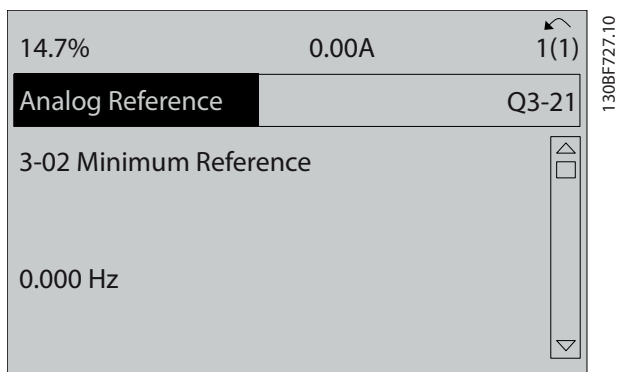 14.7% 0.00A 1(1)
Analog Reference Q3-21
3-02 Minimum Reference
0.000 Hz
130BF727.10